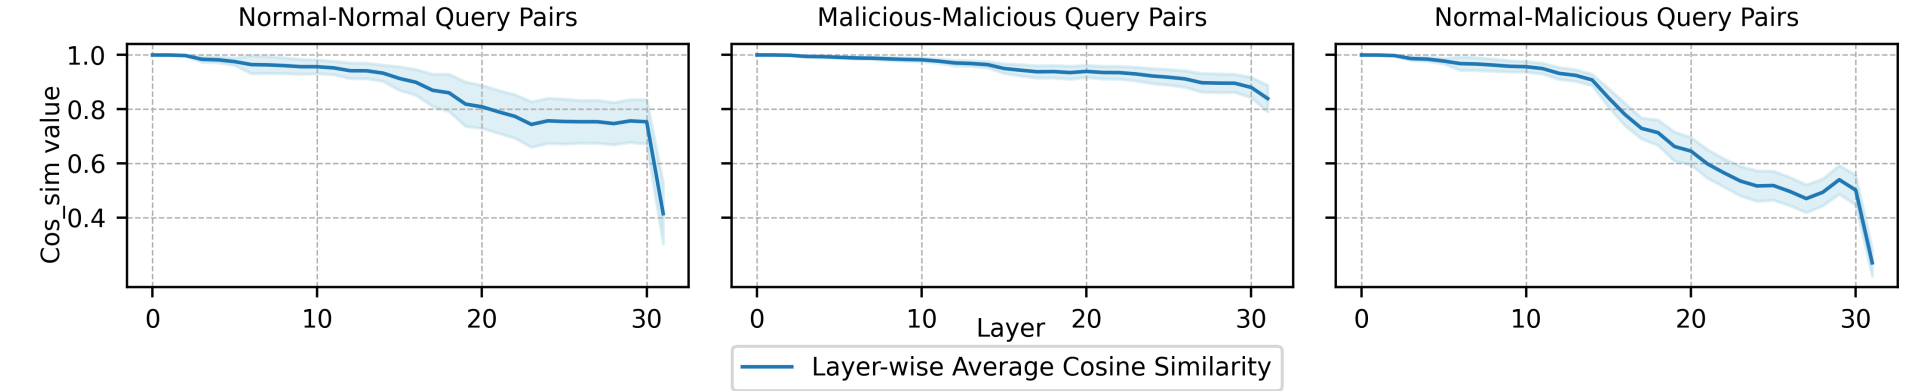 Normal-Normal Query Pairs
Malicious-Malicious Query Pairs
Normal-Malicious Query Pairs
Cos_sim value
1.0
0.8
0.6
0.4
0 10 20 30
0 10 20 30
0 10 20 30
Layer
Layer-wise Average Cosine Similarity